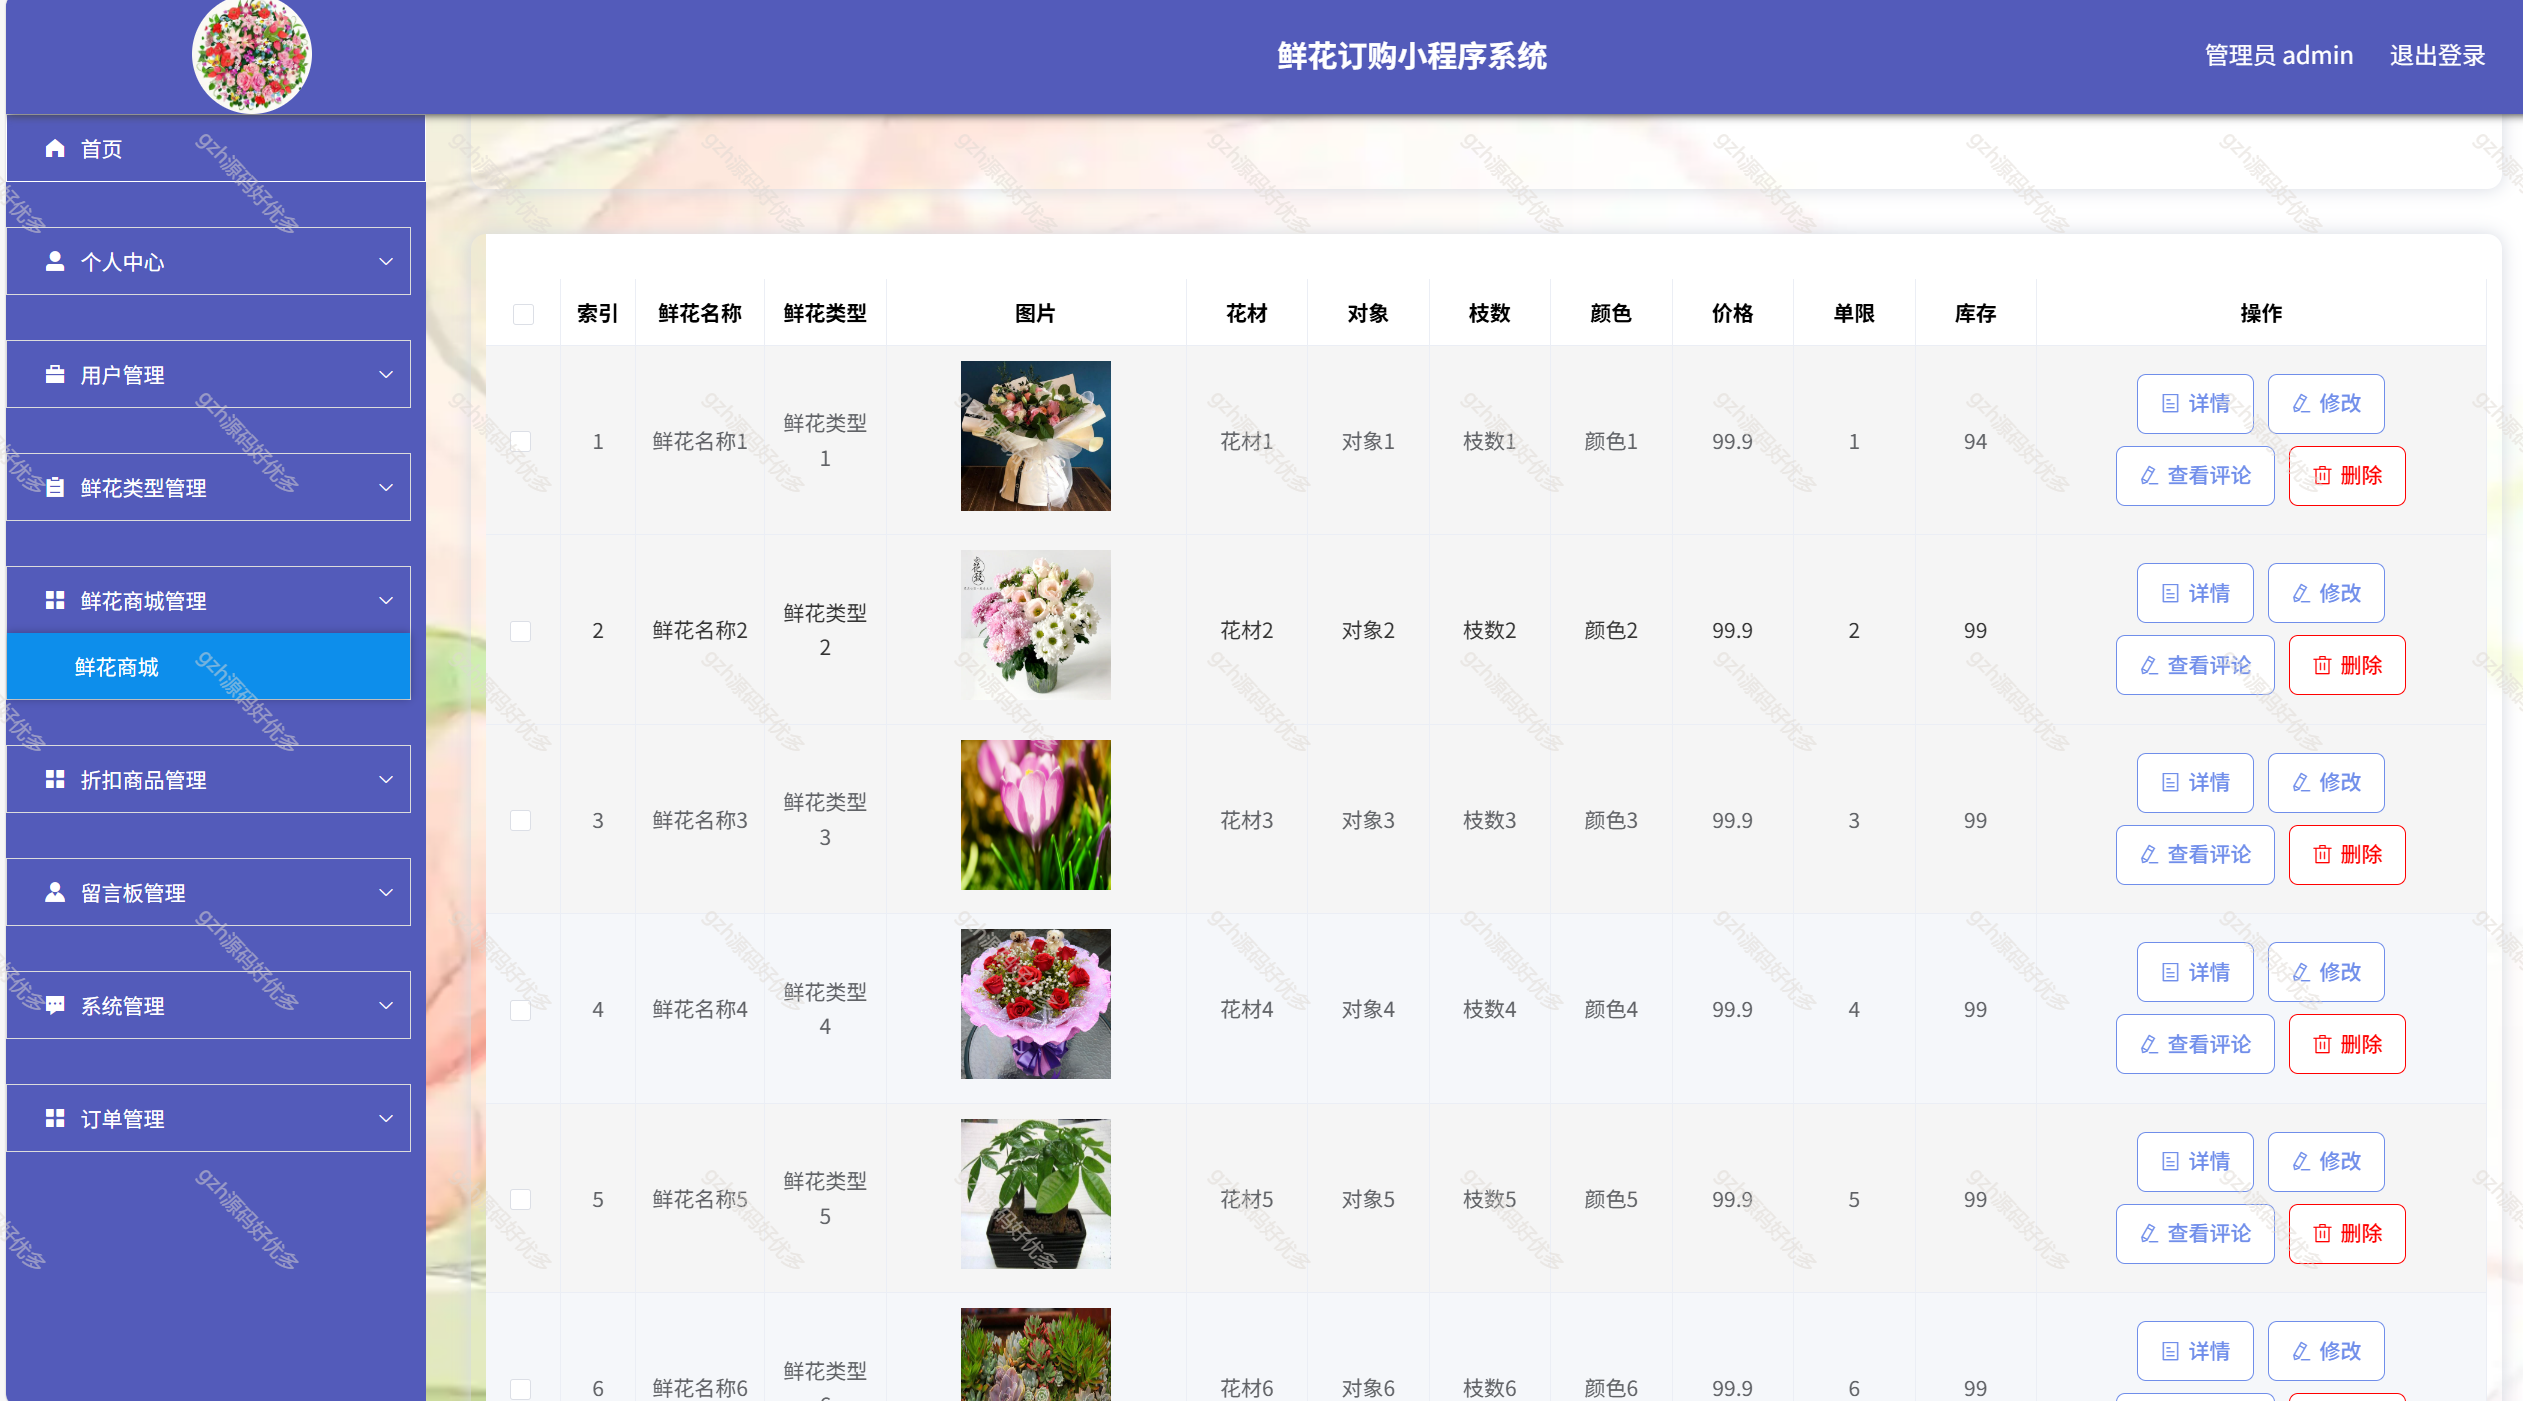 鲜花订购小程序系统
管理员 admin 退出登录
首页
个人中心
用户管理
鲜花类型管理
鲜花商城管理
鲜花商城
折扣商品管理
留言板管理
系统管理
订单管理
索引 鲜花名称 鲜花类型 图片 花材 对象 枝数 颜色 价格 单限 库存 操作
1 鲜花名称1 鲜花类型1 花材1 对象1 枝数1 颜色1 99.9 1 94 详情 修改
查看评论 删除
2 鲜花名称2 鲜花类型2 花材2 对象2 枝数2 颜色2 99.9 2 99 详情 修改
查看评论 删除
3 鲜花名称3 鲜花类型3 花材3 对象3 枝数3 颜色3 99.9 3 99 详情 修改
查看评论 删除
4 鲜花名称4 鲜花类型4 花材4 对象4 枝数4 颜色4 99.9 4 99 详情 修改
查看评论 删除
5 鲜花名称5 鲜花类型5 花材5 对象5 枝数5 颜色5 99.9 5 99 详情 修改
查看评论 删除
6 鲜花名称6 鲜花类型 花材6 对象6 枝数6 颜色6 99.9 6 99 详情 修改
gzh源码好优多